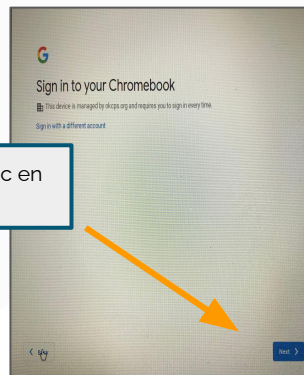 G
Sign in to your Chromebook
This device is managed by okcps.org and requires you to sign in every time.
Sign in with a different account
c en
Next